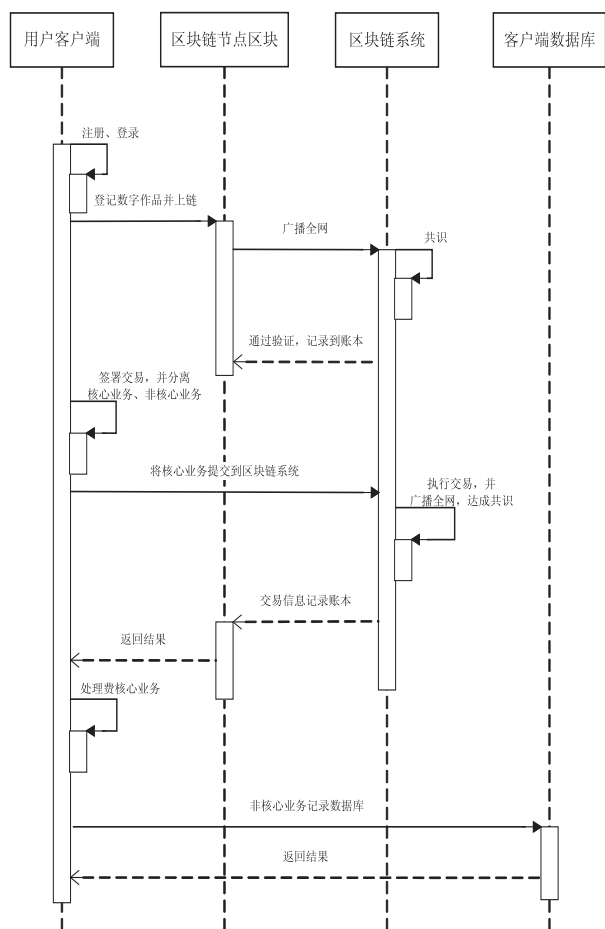 用户客户端
区块链节点区块
区块链系统
客户端数据库
注册、登录
登记数字作品并上链
广播全网
共识
通过验证，记录到账本
签署交易，并分离
核心业务、非核心业务
将核心业务提交到区块链系统
执行交易，并
广播全网，达成共识
交易信息记录账本
返回结果
处理费核心业务
非核心业务记录数据库
返回结果